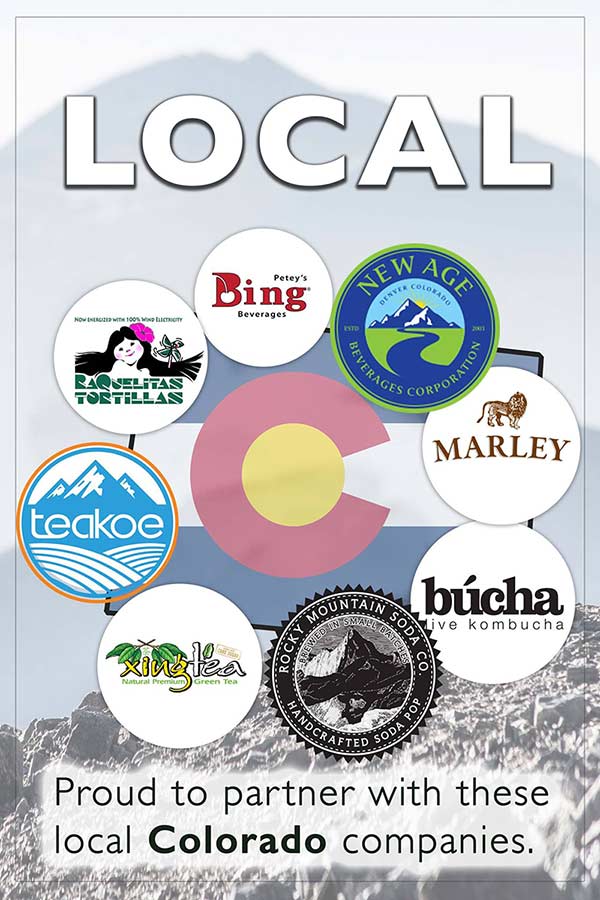 LOCAL
Petey's
Bing®
Beverages
NEW AGE
DENVER COLORADO
ESTD 2003
BEVERAGES CORPORATION
NOW ENERGIZED WITH 100% WIND ELECTRICITY
RAQUELITAS
TORTILLAS
MARLEY
teakoe
búcha
live kombucha
xingtea
Natural Premium Green Tea
ROCKY MOUNTAIN SODA CO.
BREWED IN SMALL BATCHES
HANDCRAFTED SODA POP
Proud to partner with these
local Colorado companies.